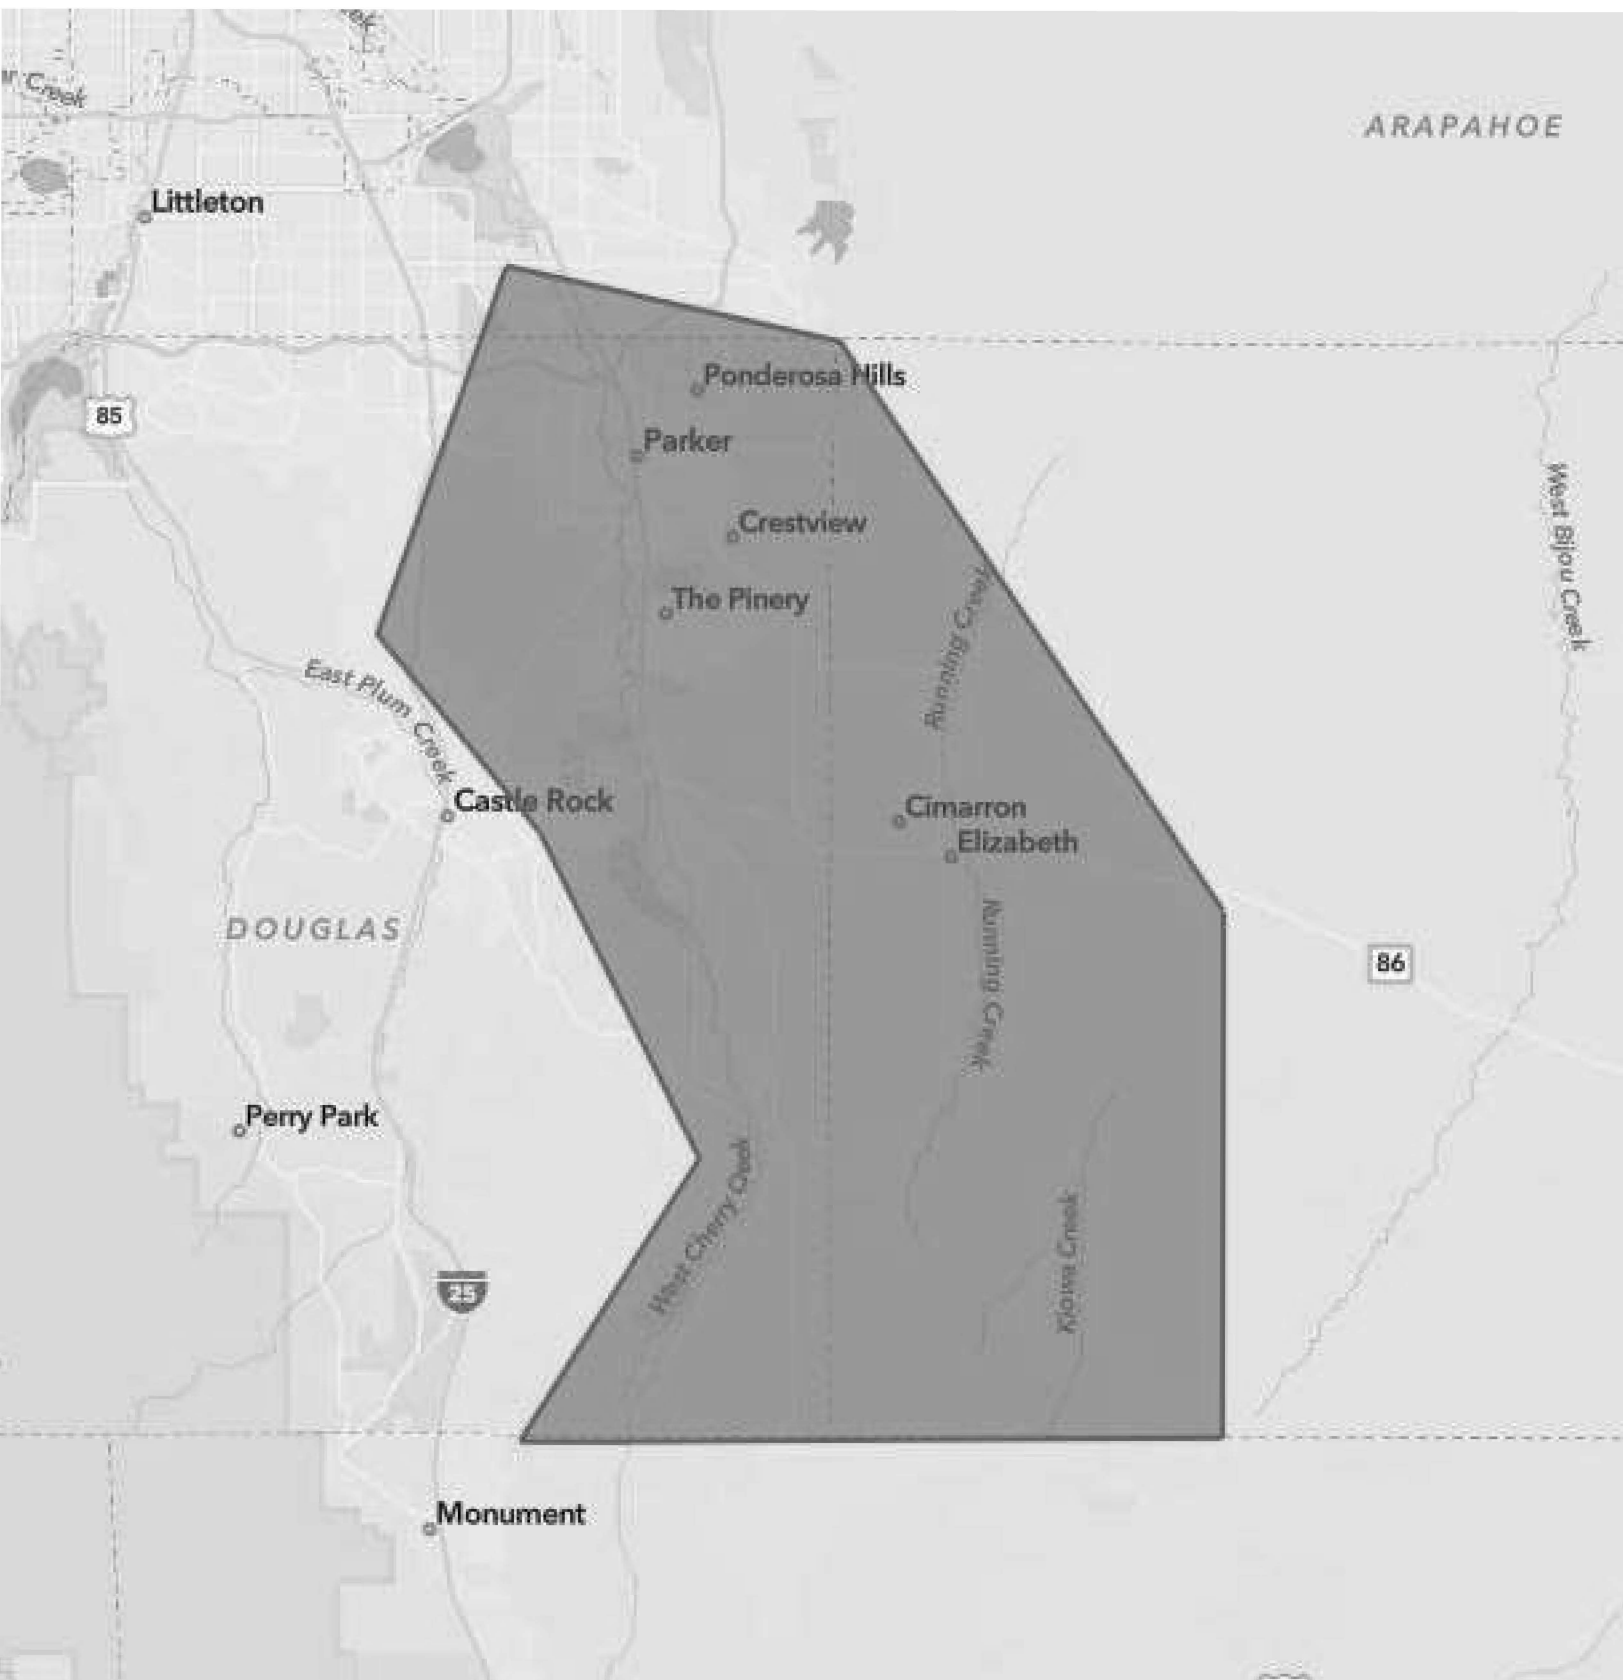 Creek
ARAPAHOE
Littleton
Ponderosa Hills
85
Parker
Crestview
West Bijou Creek
The Pinery
Running Creek
East Plum Creek
Castle Rock
Cimarron
Elizabeth
DOUGLAS
Running Creek
86
Perry Park
West Cherry Creek
Kiowa Creek
25
Monument